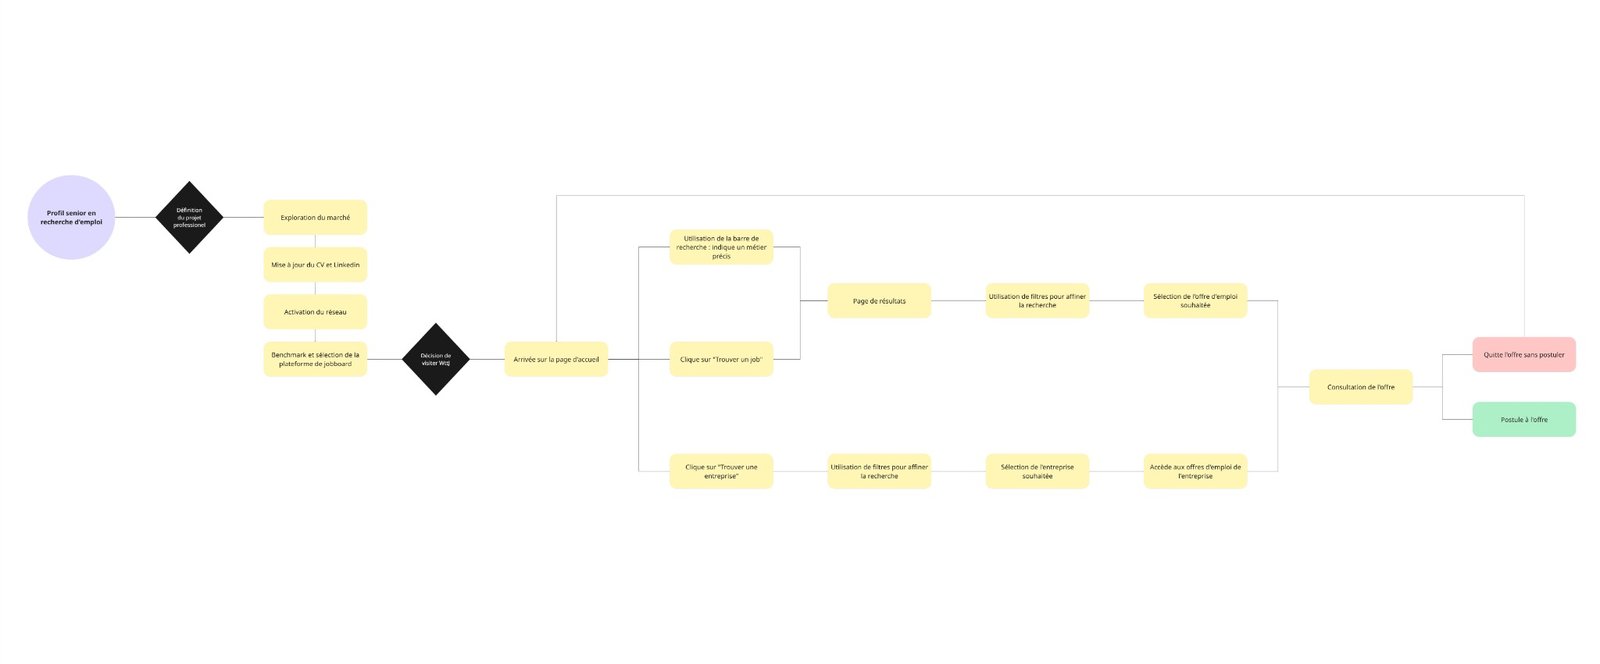 Profil senior en
recherche d'emploi
Définition
du projet
professionel
Exploration du marché
Mise à jour du CV et Linkedin
Activation du réseau
Benchmark et sélection de la
plateforme de jobboard
Décision de
visiter Wttj
Arrivée sur la page d'accueil
Utilisation de la barre de
recherche : indique un métier
précis
Clique sur "Trouver un job"
Page de résultats
Utilisation de filtres pour affiner
la recherche
Sélection de l'offre d'emploi
souhaitée
Clique sur "Trouver une
entreprise"
Utilisation de filtres pour affiner
la recherche
Sélection de l'entreprise
souhaitée
Accède aux offres d'emploi de
l'entreprise
Consultation de l'offre
Quitte l'offre sans postuler
Postule à l'offre